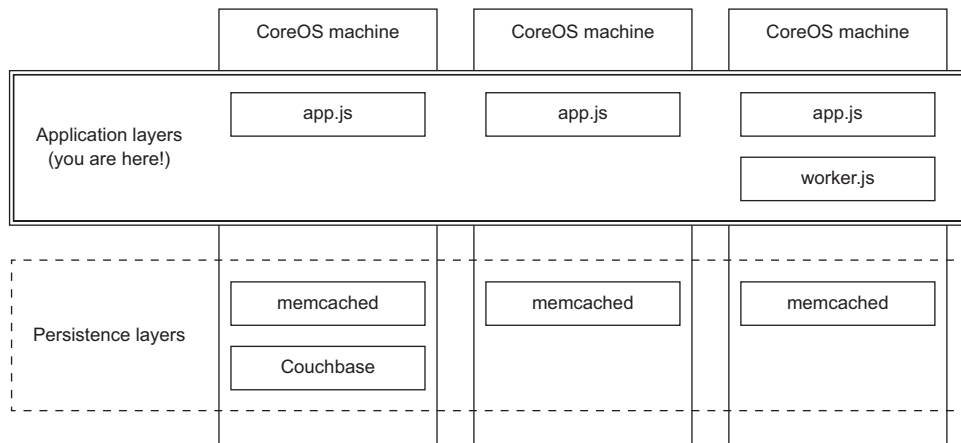 CoreOS machine
CoreOS machine
CoreOS machine
Application layers
(you are here!)
app.js
app.js
app.js
worker.js
Persistence layers
memcached
memcached
memcached
Couchbase